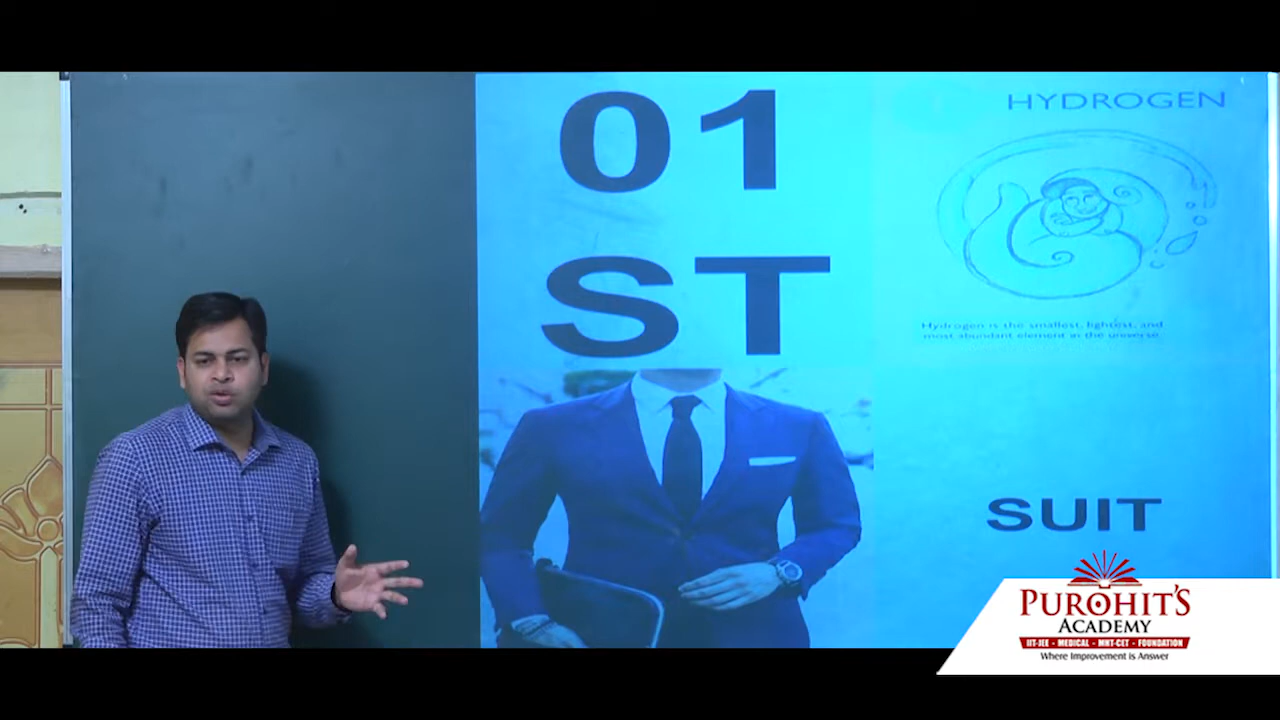 01
ST
HYDROGEN
Hydrogen is the smallest, lightest, and
most abundant element in the universe.
SUIT
PUROHIT'S
ACADEMY
IIT-JEE - MEDICAL - MHT-CET - FOUNDATION
Where Improvement is Answer